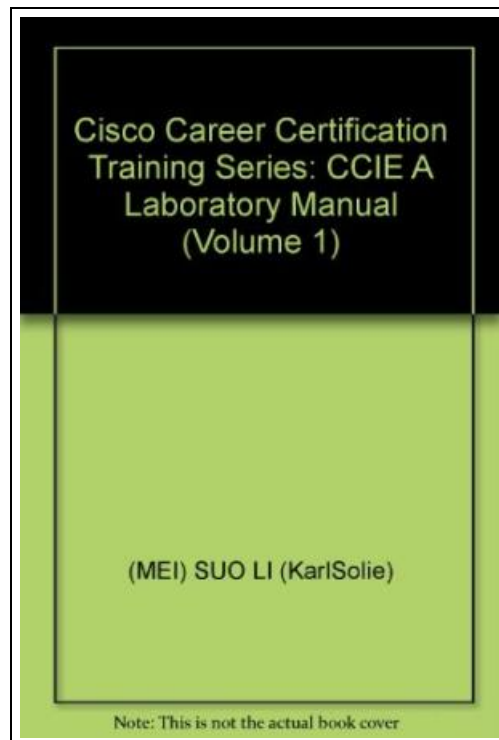 Cisco Career Certification
Training Series: CCIE A
Laboratory Manual
(Volume 1)
(MEI) SUO LI (KarlSolie)
Note: This is not the actual book cover